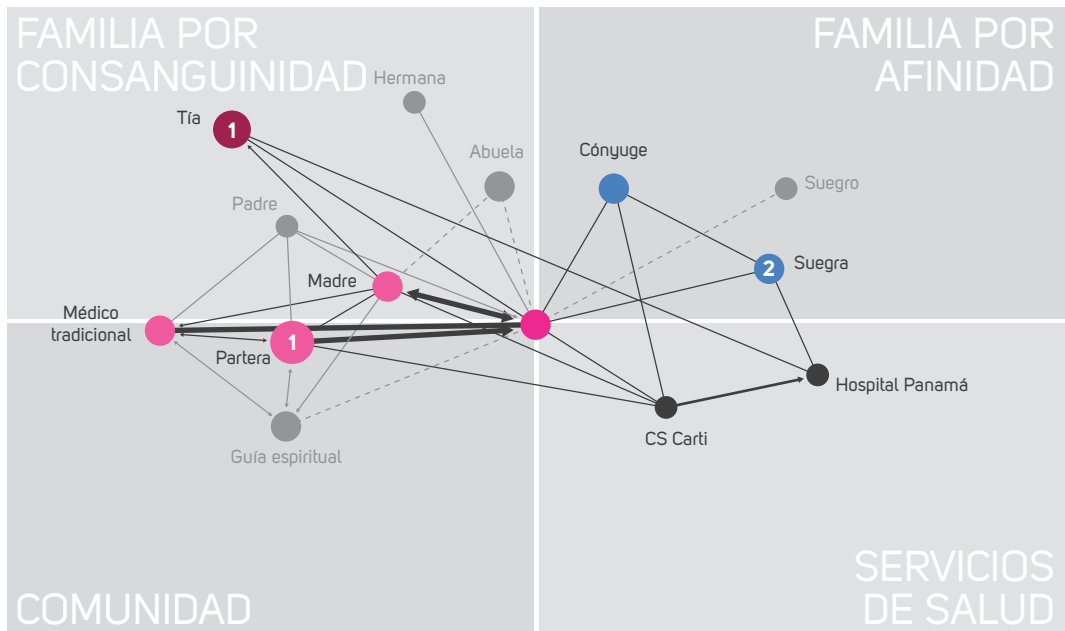 FAMILIA POR
CONSANGUINIDAD
FAMILIA POR
AFINIDAD
Hermana
Tía
1
Abuela
Cónyuge
Suegro
Padre
Madre
2
Suegra
Médico
tradicional
Partera
1
Hospital Panamá
CS Carti
Guía espiritual
COMUNIDAD
SERVICIOS
DE SALUD